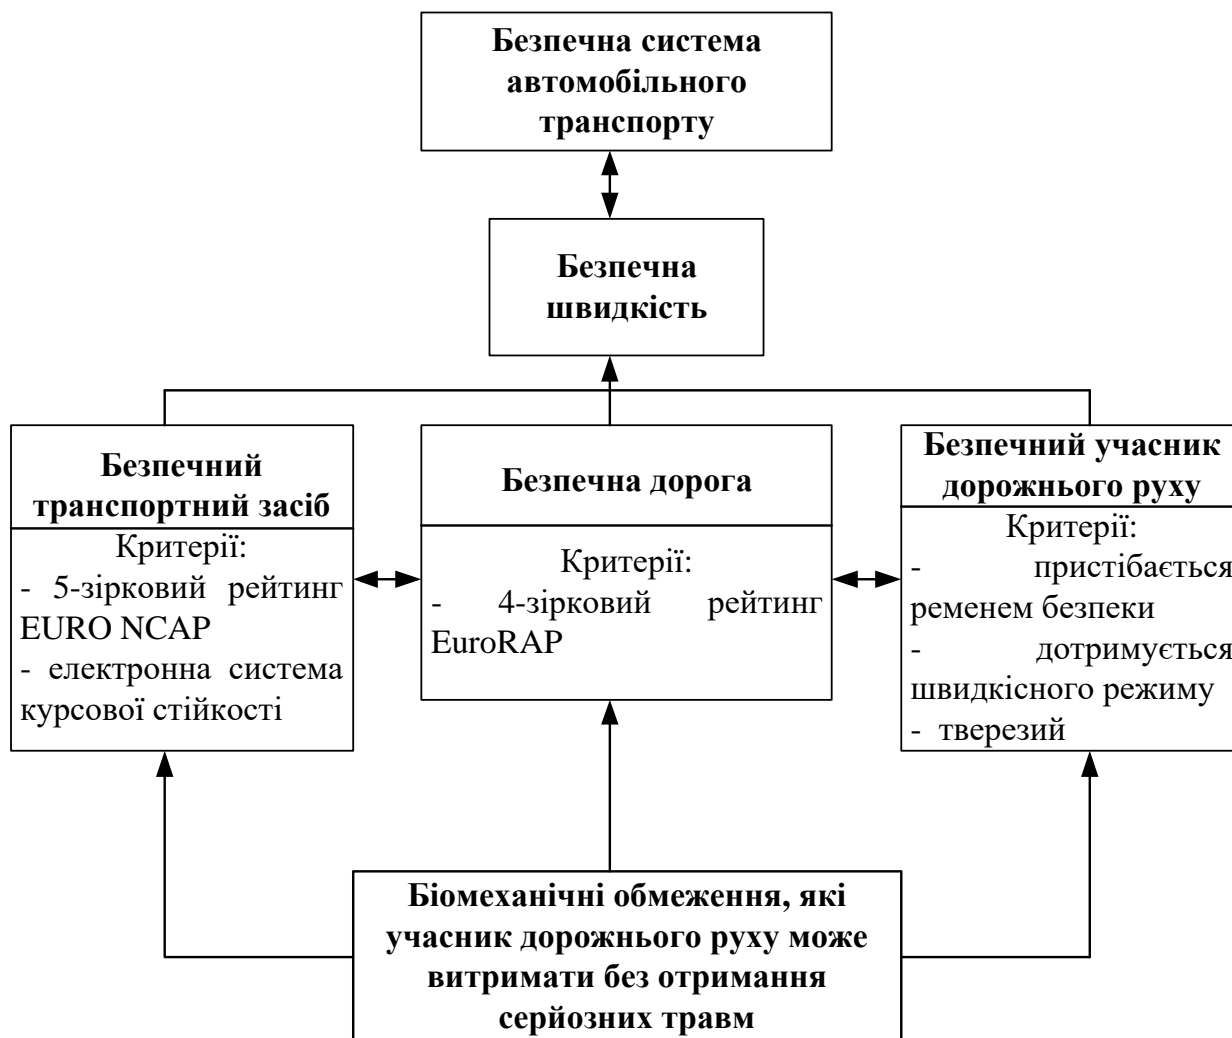 Безпечна система
автомобільного
транспорту
Безпечна
швидкість
Безпечний
транспортний засіб
Критерії:
- 5-зірковий рейтинг
EURO NCAP
- електронна система
курсової стійкості
Безпечна дорога
Критерії:
- 4-зірковий рейтинг
EuroRAP
Безпечний учасник
дорожнього руху
Критерії:
- пристібається
ременем безпеки
- дотримується
швидкісного режиму
- тверезий
Біомеханічні обмеження, які
учасник дорожнього руху може
витримати без отримання
серйозних травм